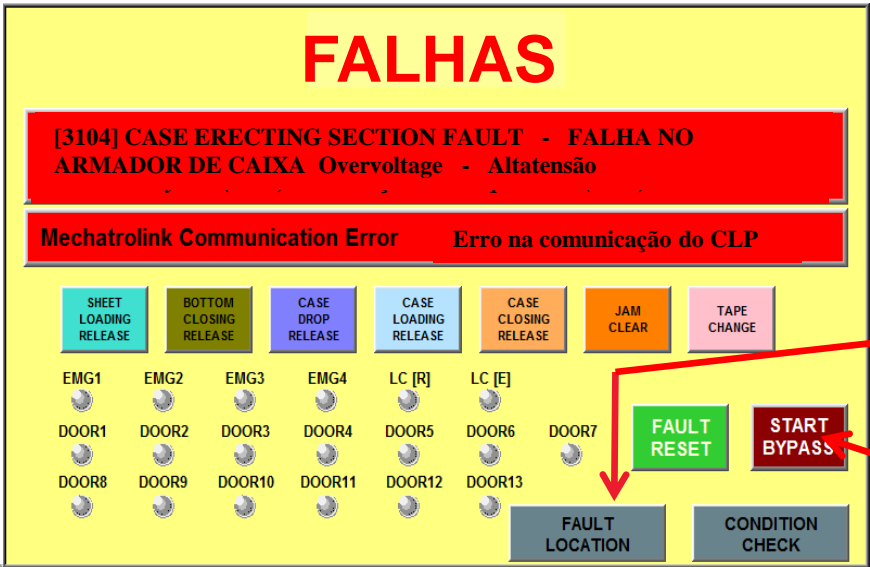 FALHAS
[3104] CASE ERECTING SECTION FAULT - FALHA NO
ARMADOR DE CAIXA Overvoltage - Altatensão
Mechatrolink Communication Error Erro na comunicação do CLP
SHEET
LOADING
RELEASE
BOTTOM
CLOSING
RELEASE
CASE
DROP
RELEASE
CASE
LOADING
RELEASE
CASE
CLOSING
RELEASE
JAM
CLEAR
TAPE
CHANGE
EMG1 EMG2 EMG3 EMG4 LC [R] LC [E]
DOOR1 DOOR2 DOOR3 DOOR4 DOOR5 DOOR6 DOOR7
DOOR8 DOOR9 DOOR10 DOOR11 DOOR12 DOOR13
FAULT
RESET
START
BYPASS
FAULT
LOCATION
CONDITION
CHECK